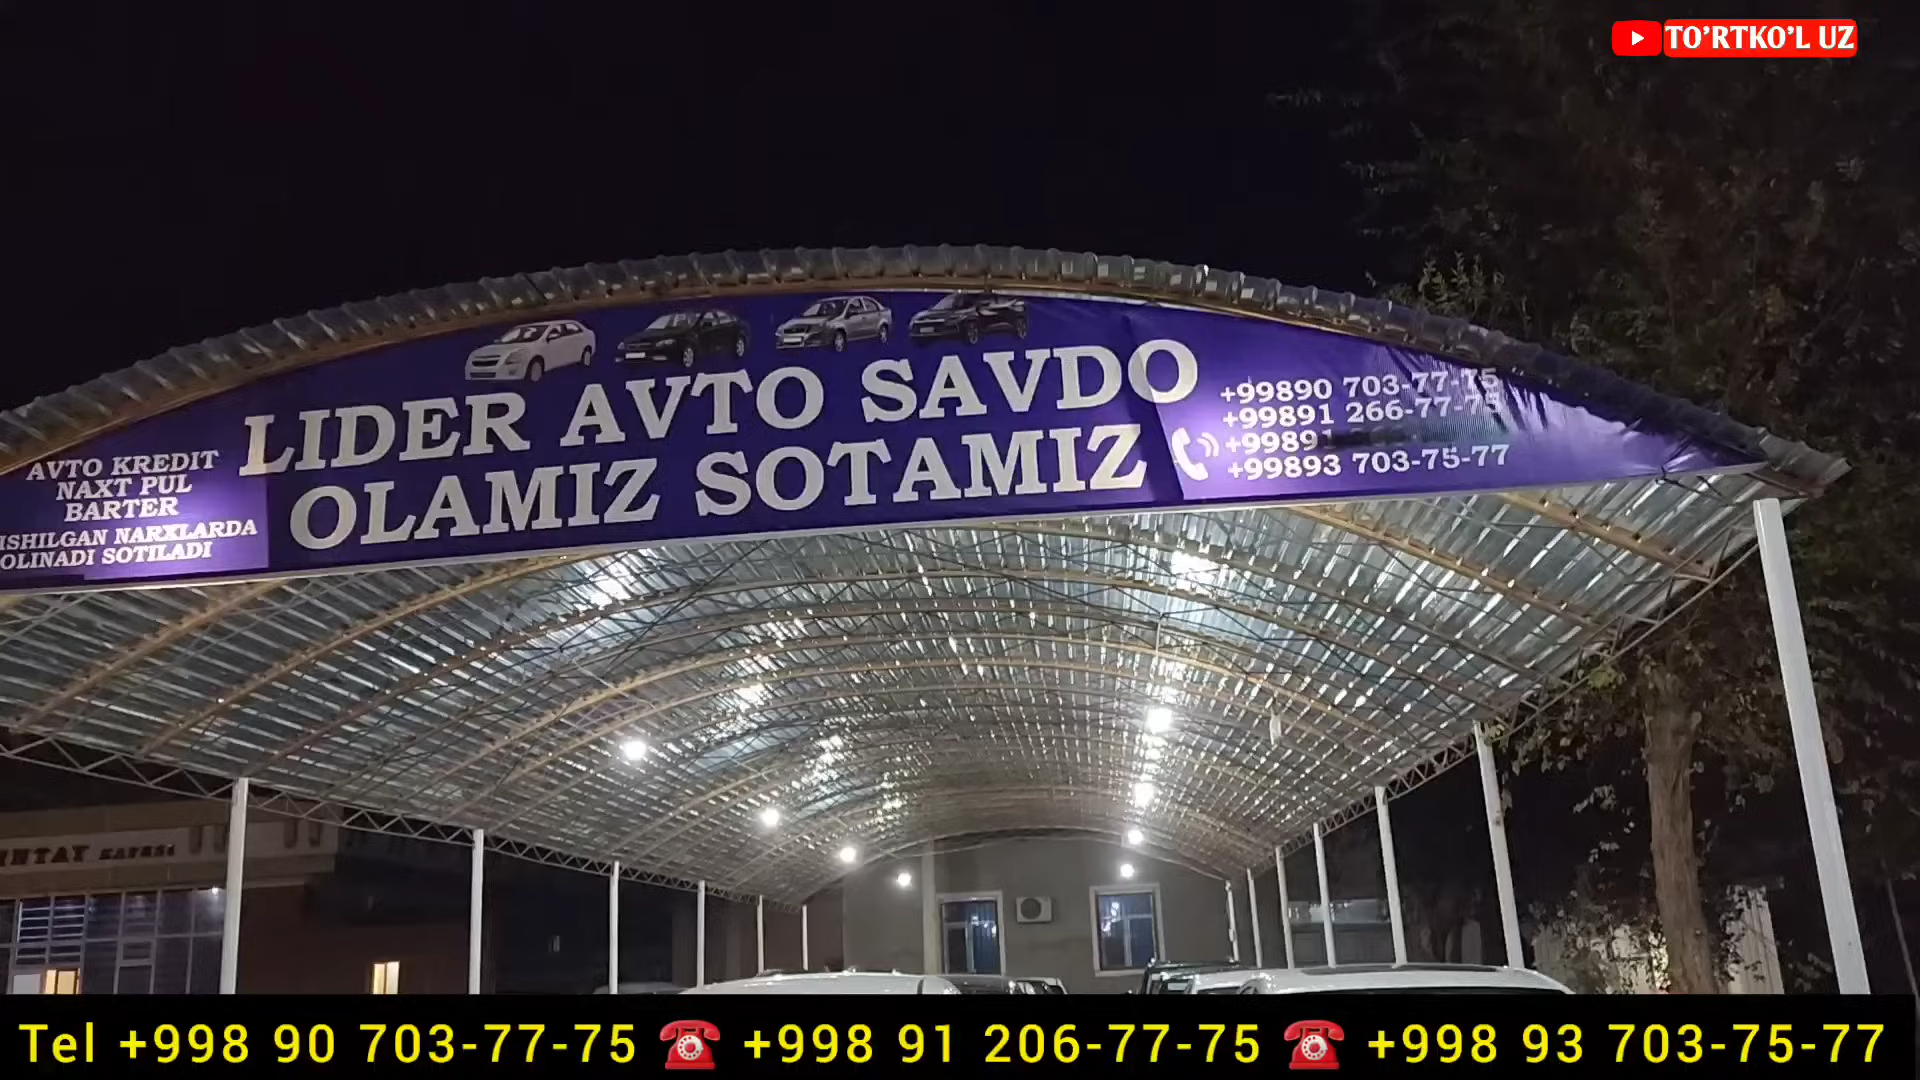 TO'RTKO'L UZ
LIDER AVTO SAVDO
OLAMIZ SOTAMIZ
AVTO KREDIT
NAXT PUL
BARTER
NARXLARDA
OLINADI SOTILADI
+99890 703-77-75
+99891 266-77-75
+99891
+99893 703-75-77
Tel +998 90 703-77-75 ☎️ +998 91 206-77-75 ☎️ +998 93 703-75-77